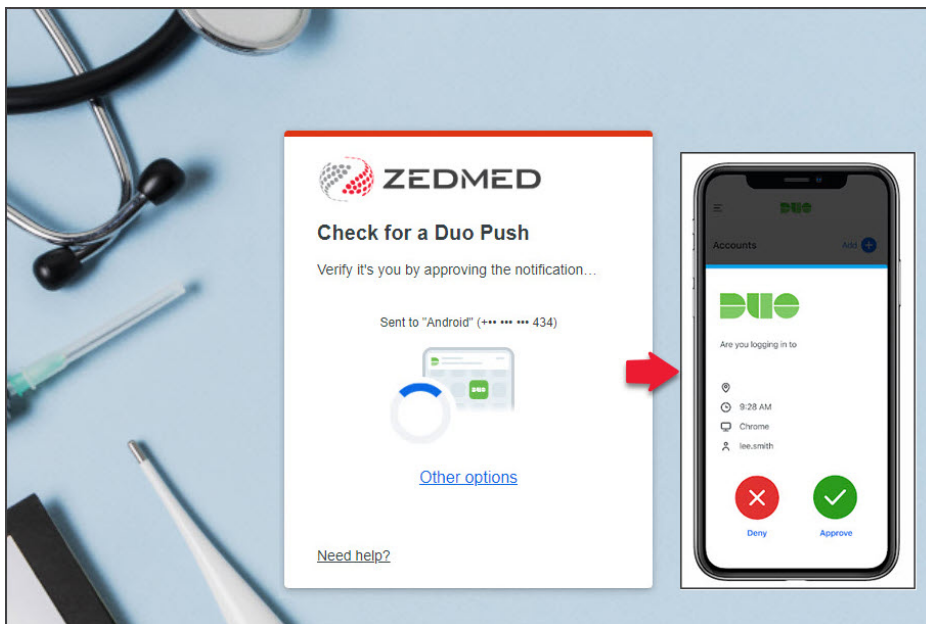 ZEDMED
Check for a Duo Push
Verify it's you by approving the notification...
Sent to "Android" (+•• ••• ••• 434)
DUO
Other options
Need help?
DUO
Accounts
Add
DUO
Are you logging in to
9:28 AM
Chrome
lee.smith
Deny
Approve